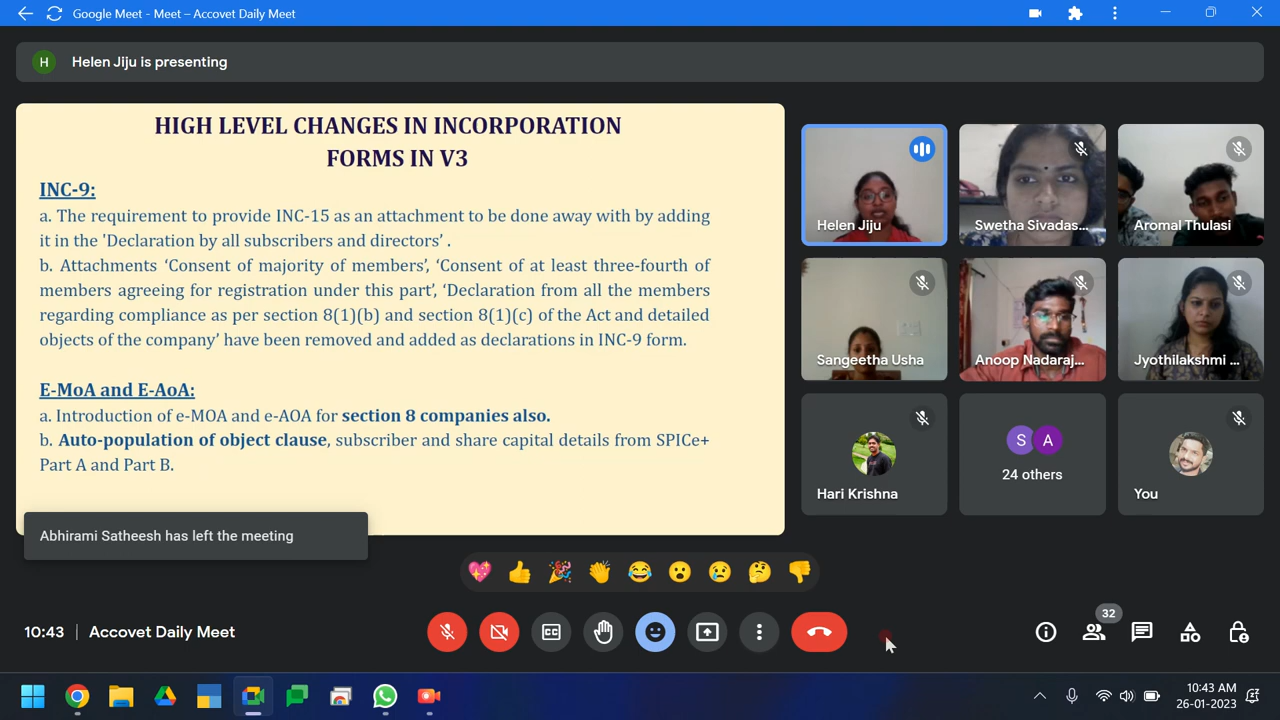 Google Meet - Meet – Accovet Daily Meet
H
Helen Jiju is presenting
HIGH LEVEL CHANGES IN INCORPORATION
FORMS IN V3
INC-9:
a. The requirement to provide INC-15 as an attachment to be done away with by adding
it in the 'Declaration by all subscribers and directors’ .
b. Attachments ‘Consent of majority of members’, ‘Consent of at least three-fourth of
members agreeing for registration under this part’, ‘Declaration from all the members
regarding compliance as per section 8(1)(b) and section 8(1)(c) of the Act and detailed
objects of the company’ have been removed and added as declarations in INC-9 form.
E-MoA and E-AoA:
a. Introduction of e-MOA and e-AOA for section 8 companies also.
b. Auto-population of object clause, subscriber and share capital details from SPICe+
Part A and Part B.
Abhirami Satheesh has left the meeting
Helen Jiju
Swetha Sivadas...
Aromal Thulasi
Sangeetha Usha
Anoop Nadaraj...
Jyothilakshmi ...
Hari Krishna
S A
24 others
You
10:43 | Accovet Daily Meet
CC
32
10:43 AM
26-01-2023